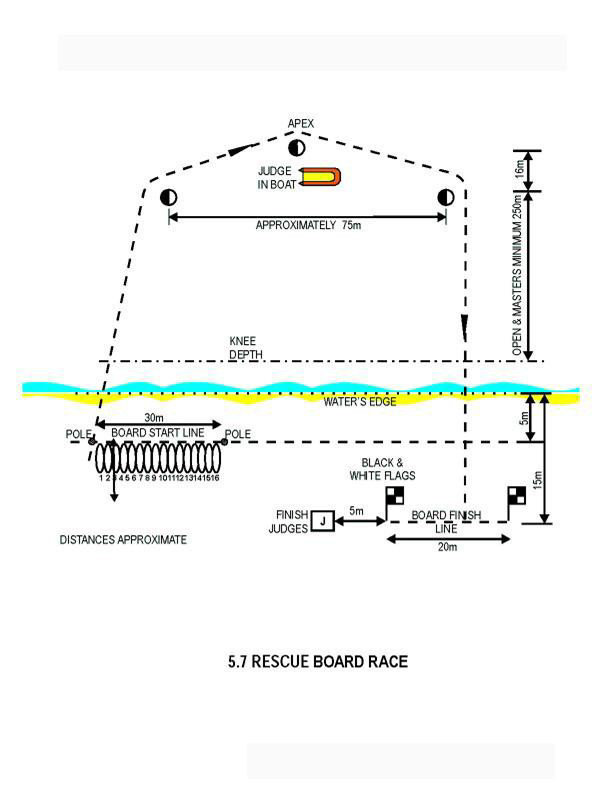 APEX
JUDGE
IN BOAT
16m
APPROXIMATELY 75m
OPEN & MASTERS MINIMUM 250m
KNEE
DEPTH
WATER'S EDGE
30m
5m
POLE
BOARD START LINE
POLE
1 2 3 4 5 6 7 8 9 10 11 12 13 14 15 16
15m
BLACK &
WHITE FLAGS
FINISH
JUDGES
J
5m
BOARD FINISH
LINE
20m
DISTANCES APPROXIMATE
5.7 RESCUE BOARD RACE